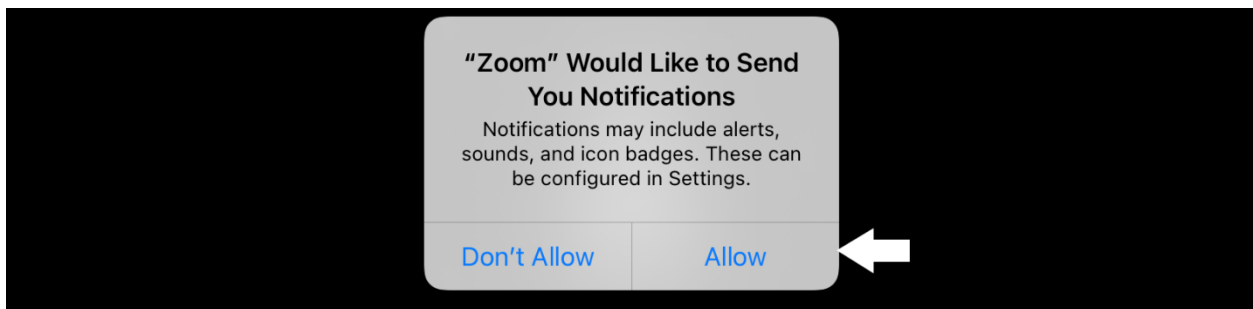 “Zoom” Would Like to Send
You Notifications
Notifications may include alerts,
sounds, and icon badges. These can
be configured in Settings.
Don’t Allow
Allow